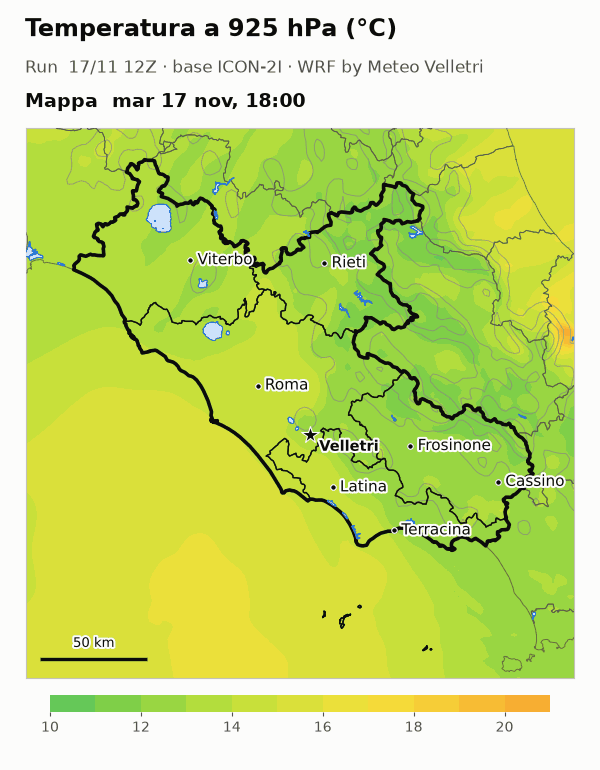 Temperatura a 925 hPa (°C)
Run  17/11 12Z · base ICON-2I · WRF by Meteo Velletri
Mappa  mar 17 nov, 18:00
Viterbo
Rieti
Roma
Velletri
Frosinone
Latina
Cassino
Terracina
50 km
10 12 14 16 18 20